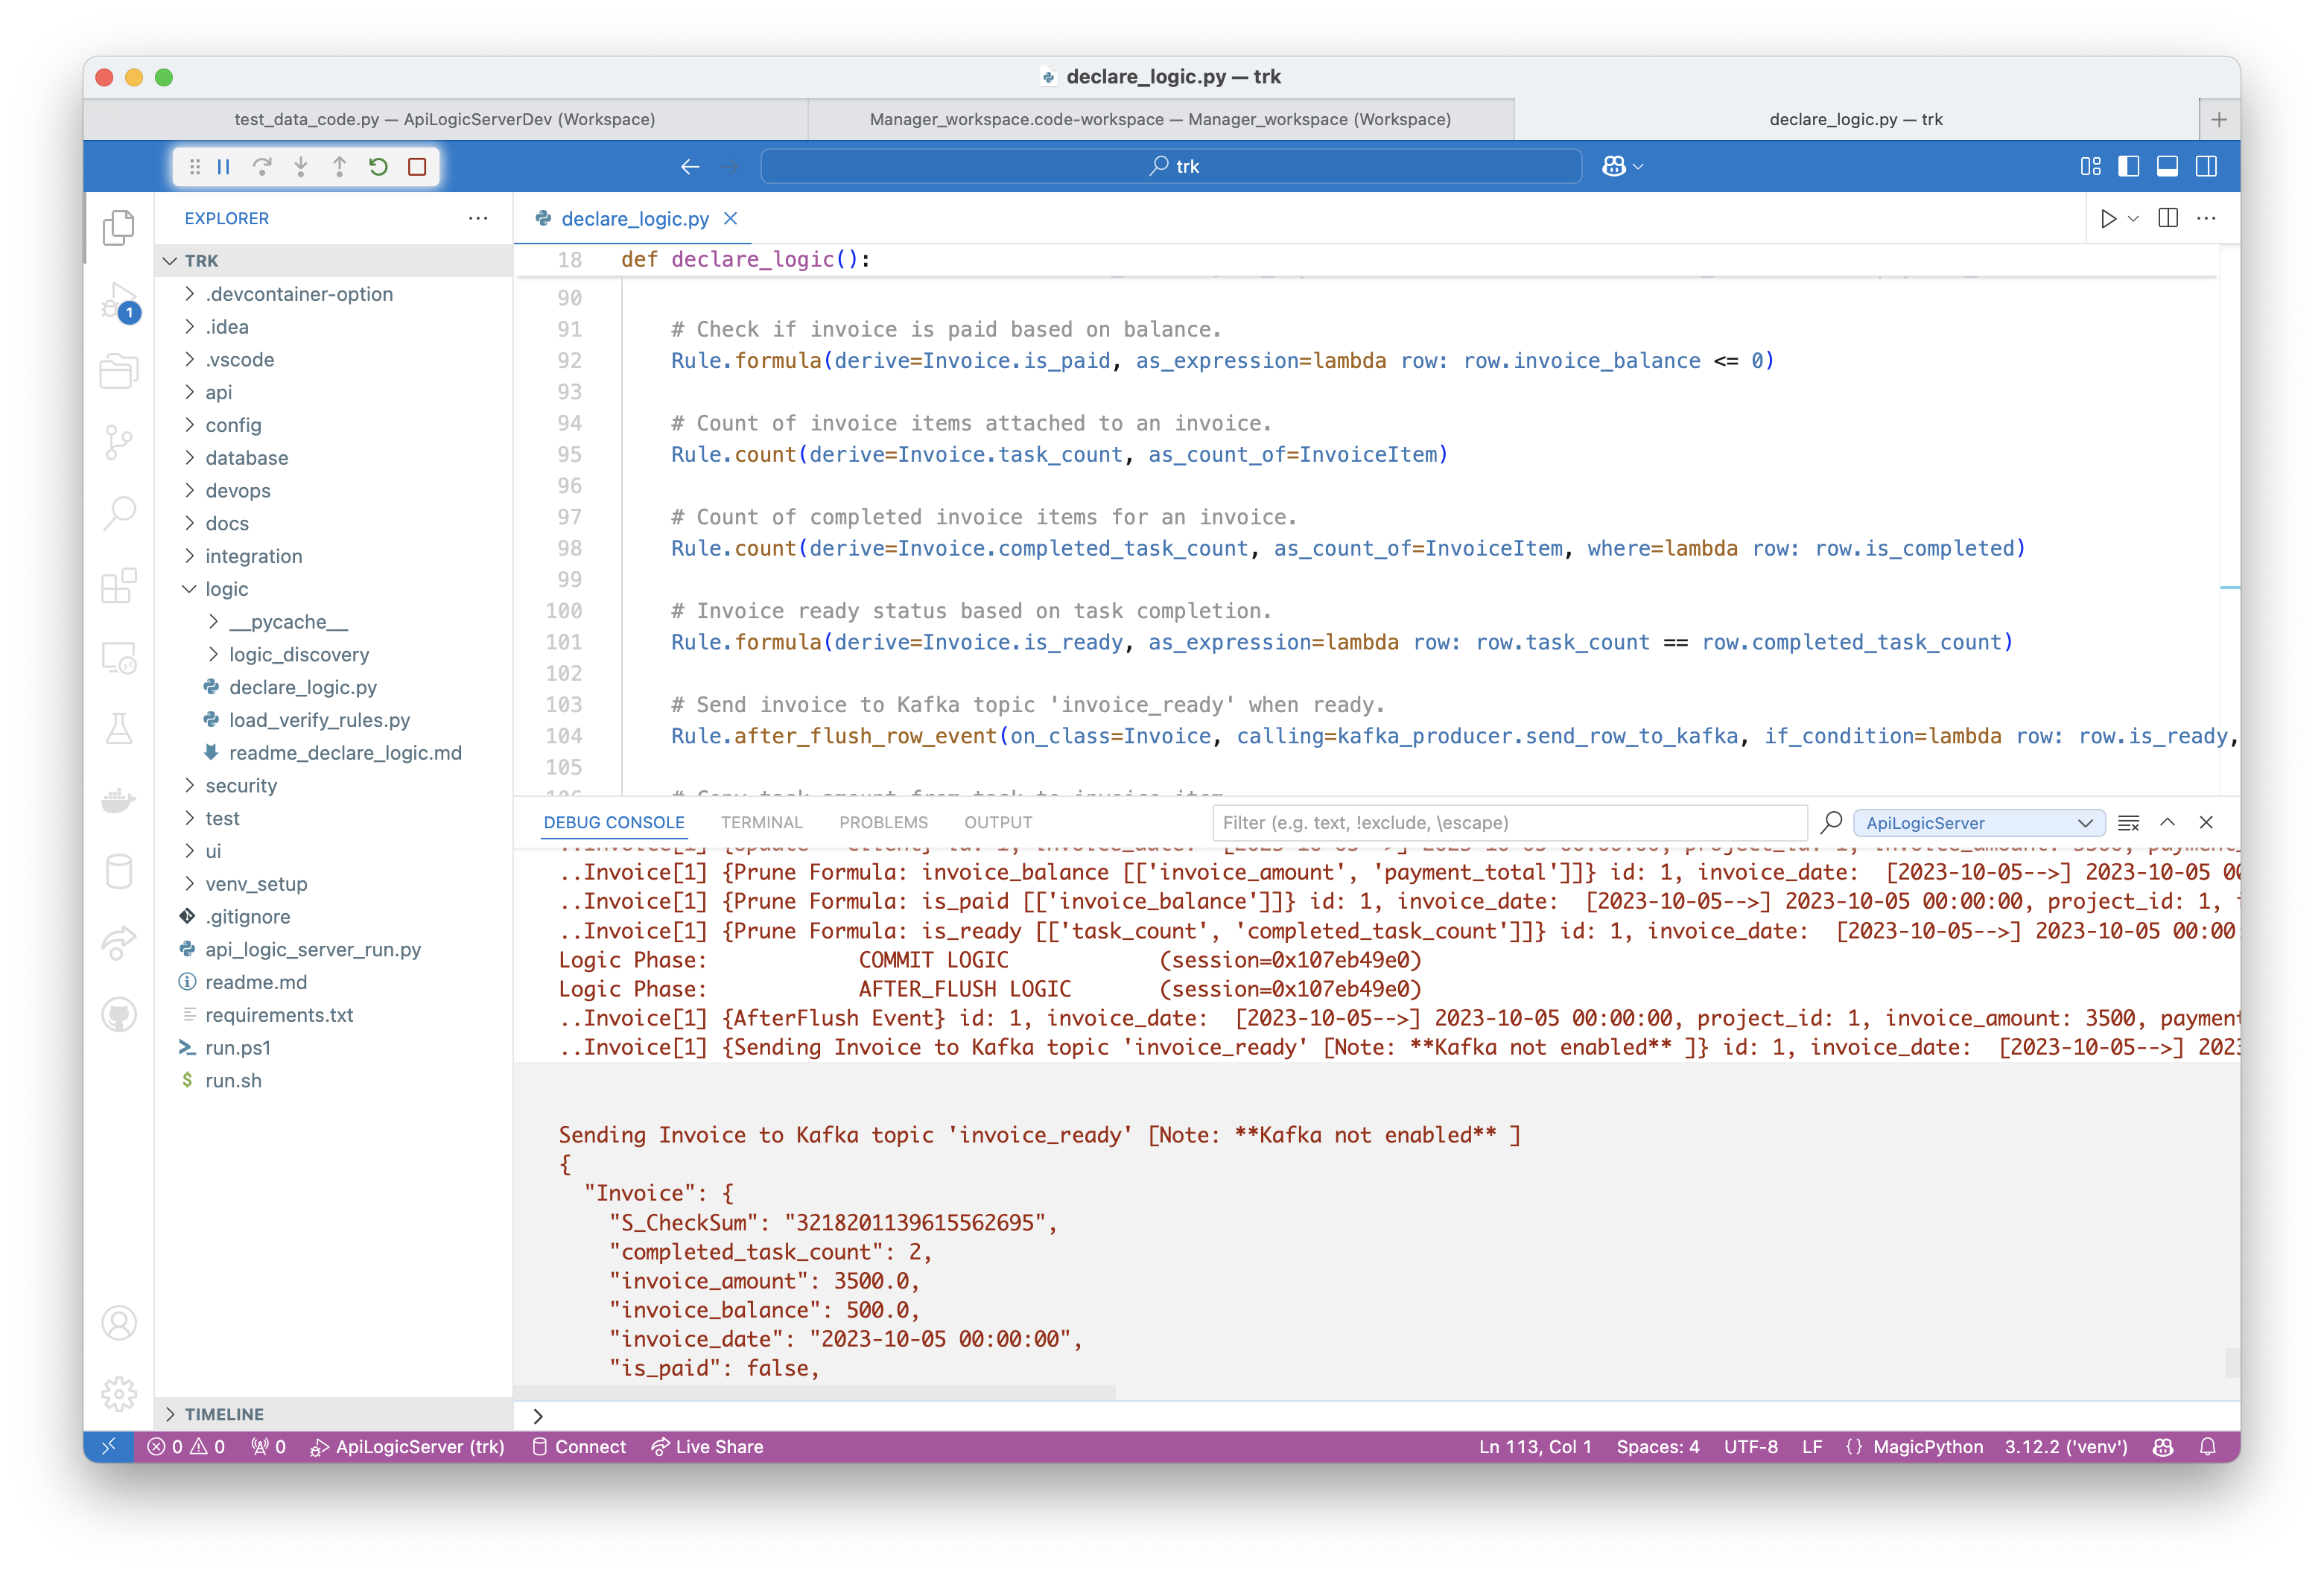 declare_logic.py — trk
test_data_code.py — ApiLogicServerDev (Workspace)
Manager_workspace.code-workspace — Manager_workspace (Workspace)
declare_logic.py — trk
trk
EXPLORER
TRK
.devcontainer-option
.idea
.vscode
api
config
database
devops
docs
integration
logic
__pycache__
logic_discovery
declare_logic.py
load_verify_rules.py
readme_declare_logic.md
security
test
ui
venv_setup
.gitignore
api_logic_server_run.py
readme.md
requirements.txt
run.ps1
run.sh
TIMELINE
1
declare_logic.py
18 def declare_logic():
90
91 # Check if invoice is paid based on balance.
92 Rule.formula(derive=Invoice.is_paid, as_expression=lambda row: row.invoice_balance <= 0)
93
94 # Count of invoice items attached to an invoice.
95 Rule.count(derive=Invoice.task_count, as_count_of=InvoiceItem)
96
97 # Count of completed invoice items for an invoice.
98 Rule.count(derive=Invoice.completed_task_count, as_count_of=InvoiceItem, where=lambda row: row.is_completed)
99
100 # Invoice ready status based on task completion.
101 Rule.formula(derive=Invoice.is_ready, as_expression=lambda row: row.task_count == row.completed_task_count)
102
103 # Send invoice to Kafka topic 'invoice_ready' when ready.
104 Rule.after_flush_row_event(on_class=Invoice, calling=kafka_producer.send_row_to_kafka, if_condition=lambda row: row.is_ready,
105
DEBUG CONSOLE
TERMINAL
PROBLEMS
OUTPUT
Filter (e.g. text, !exclude, \escape)
ApiLogicServer
..Invoice[1] {Prune Formula: invoice_balance [['invoice_amount', 'payment_total']]} id: 1, invoice_date:  [2023-10-05-->] 2023-10-05 00
..Invoice[1] {Prune Formula: is_paid [['invoice_balance']]} id: 1, invoice_date:  [2023-10-05-->] 2023-10-05 00:00:00, project_id: 1,
..Invoice[1] {Prune Formula: is_ready [['task_count', 'completed_task_count']]} id: 1, invoice_date:  [2023-10-05-->] 2023-10-05 00:00
Logic Phase: COMMIT LOGIC (session=0x107eb49e0)
Logic Phase: AFTER_FLUSH LOGIC (session=0x107eb49e0)
..Invoice[1] {AfterFlush Event} id: 1, invoice_date:  [2023-10-05-->] 2023-10-05 00:00:00, project_id: 1, invoice_amount: 3500, paymen
..Invoice[1] {Sending Invoice to Kafka topic 'invoice_ready' [Note: **Kafka not enabled** ]} id: 1, invoice_date:  [2023-10-05-->] 202
Sending Invoice to Kafka topic 'invoice_ready' [Note: **Kafka not enabled** ]
{
"Invoice": {
"S_CheckSum": "3218201139615562695",
"completed_task_count": 2,
"invoice_amount": 3500.0,
"invoice_balance": 500.0,
"invoice_date": "2023-10-05 00:00:00",
"is_paid": false,
>
0 0 0 ApiLogicServer (trk) Connect Live Share Ln 113, Col 1 Spaces: 4 UTF-8 LF {} MagicPython 3.12.2 ('venv')